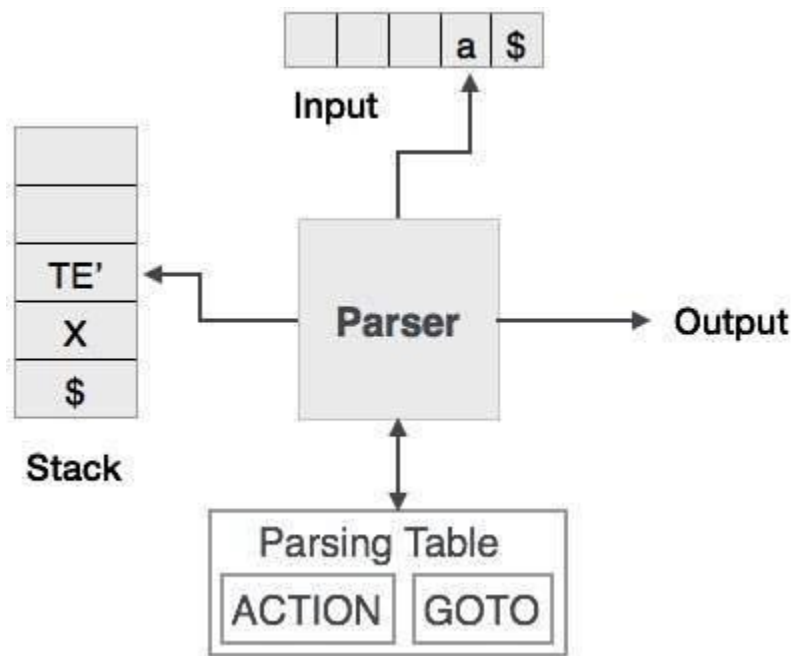 a $
Input
TE’
X
$
Stack
Parser
Output
Parsing Table
ACTION GOTO